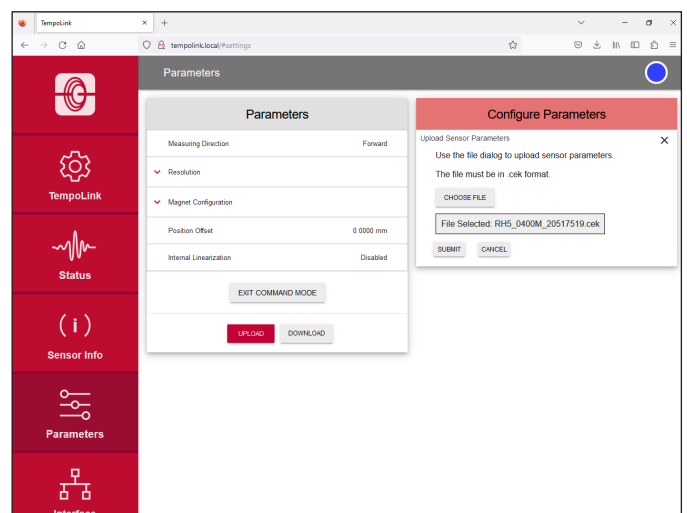 TempoLink
tempolink.local/#settings
Parameters
TempoLink
Status
(i)
Sensor Info
Parameters
Parameters
Measuring Direction Forward
Resolution
Magnet Configuration
Position Offset 0.0000 mm
Internal Linearization Disabled
EXIT COMMAND MODE
UPLOAD DOWNLOAD
Configure Parameters
Upload Sensor Parameters
Use the file dialog to upload sensor parameters.
The file must be in .cek format.
CHOOSE FILE
File Selected: RH5_0400M_20517519.cek
SUBMIT CANCEL